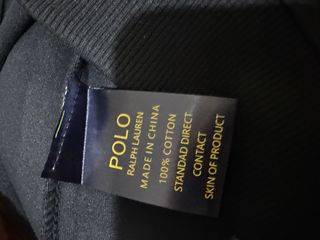 POLO
RALPH LAUREN
MADE IN CHINA
100% COTTON
STANDAD DIRECT
CONTACT
SKIN OF PRODUCT